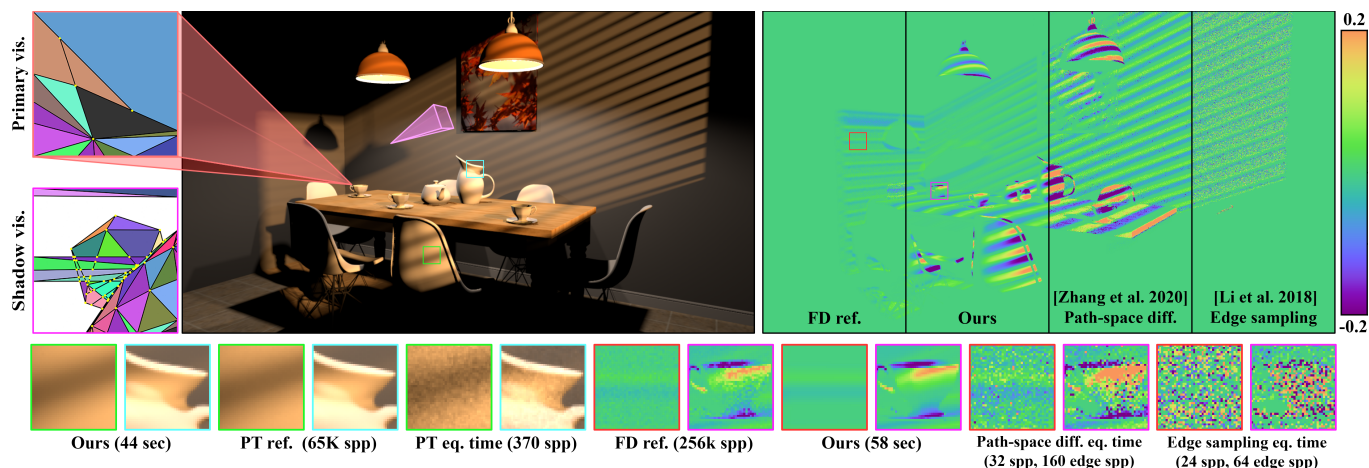 Primary vis.
Shadow vis.
0.2
-0.2
FD ref.
Ours
[Zhang et al. 2020]
Path-space diff.
[Li et al. 2018]
Edge sampling
Ours (44 sec)
PT ref. (65K spp)
PT eq. time (370 spp)
FD ref. (256k spp)
Ours (58 sec)
Path-space diff. eq. time
(32 spp, 160 edge spp)
Edge sampling eq. time
(24 spp, 64 edge spp)